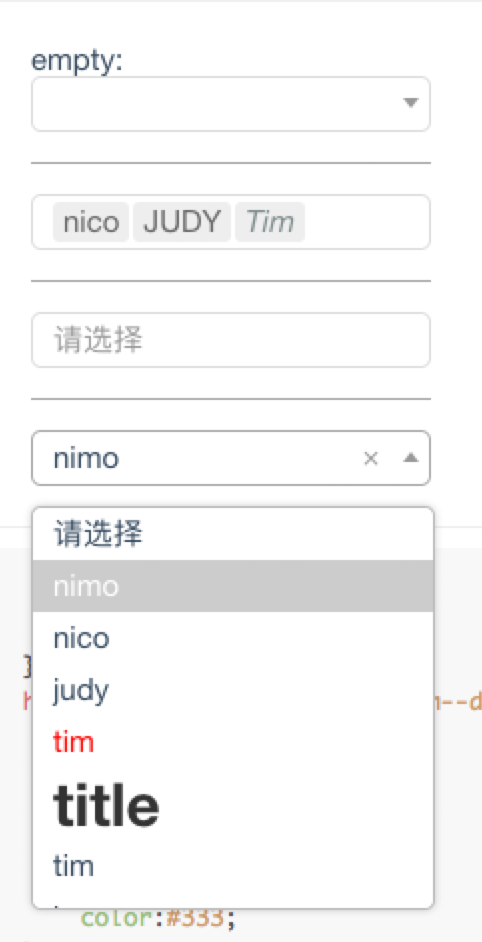 empty:
nico JUDY Tim
请选择
nimo ×
请选择
nimo
nico
judy
tim
title
tim
color:#333;